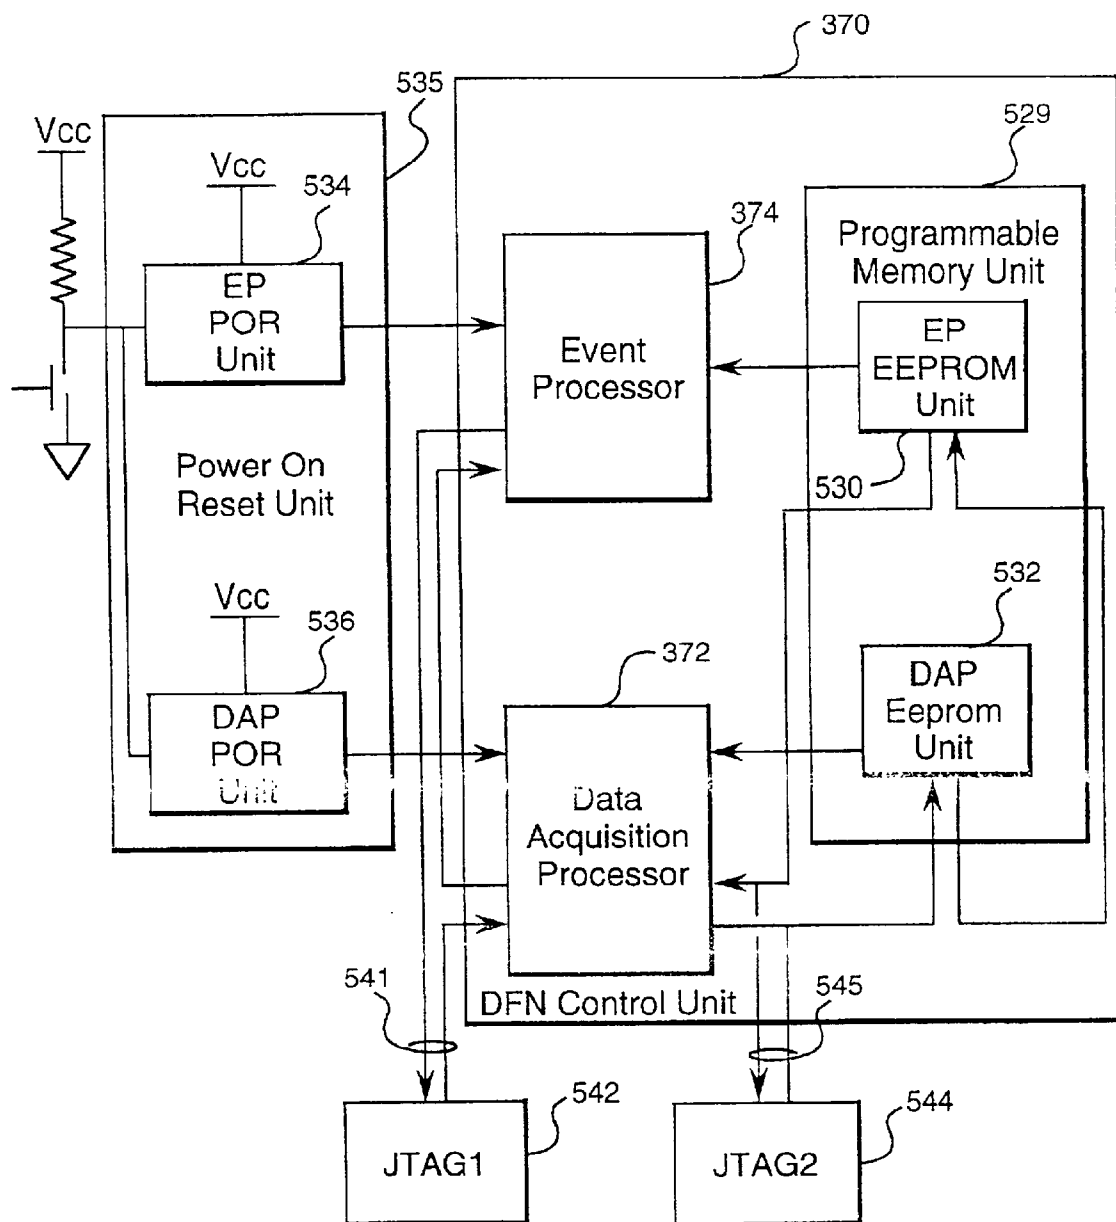 370
535
529
Vcc
Vcc
534
374
Programmable
Memory Unit
EP
POR
Unit
Event
Processor
EP
EEPROM
Unit
Power On
Reset Unit
530
Vcc
536
372
532
DAP
POR
Unit
DAP
Eeprom
Unit
Data
Acquisition
Processor
541
DFN Control Unit
545
542
544
JTAG1
JTAG2